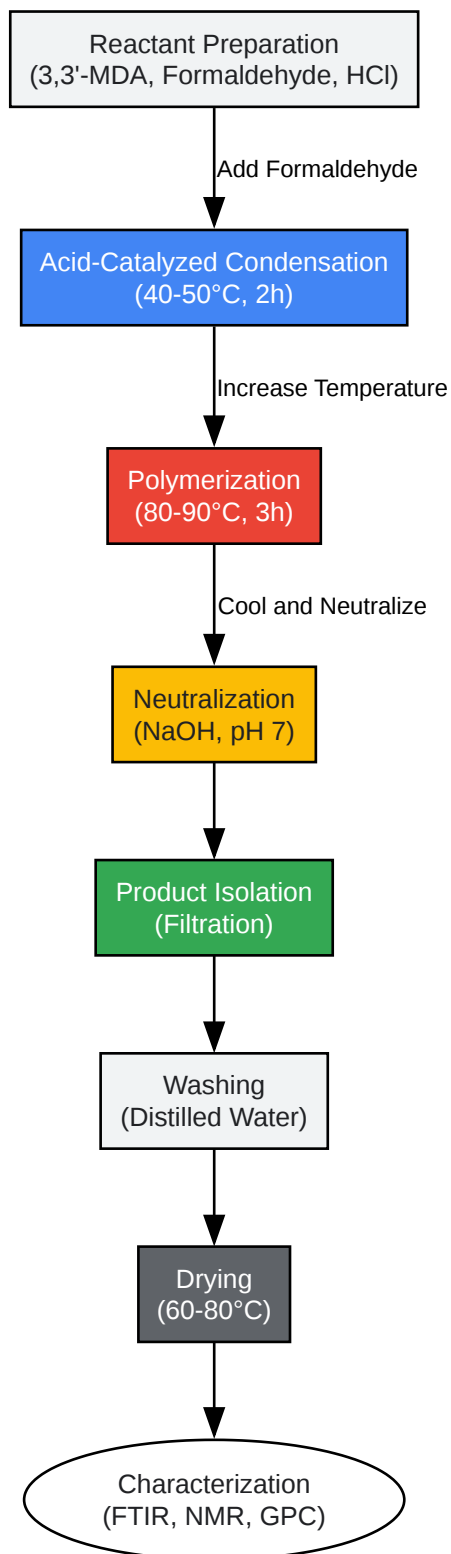 Reactant Preparation
(3,3'-MDA, Formaldehyde, HCl)
Add Formaldehyde
Acid-Catalyzed Condensation
(40-50°C, 2h)
Increase Temperature
Polymerization
(80-90°C, 3h)
Cool and Neutralize
Neutralization
(NaOH, pH 7)
Product Isolation
(Filtration)
Washing
(Distilled Water)
Drying
(60-80°C)
Characterization
(FTIR, NMR, GPC)